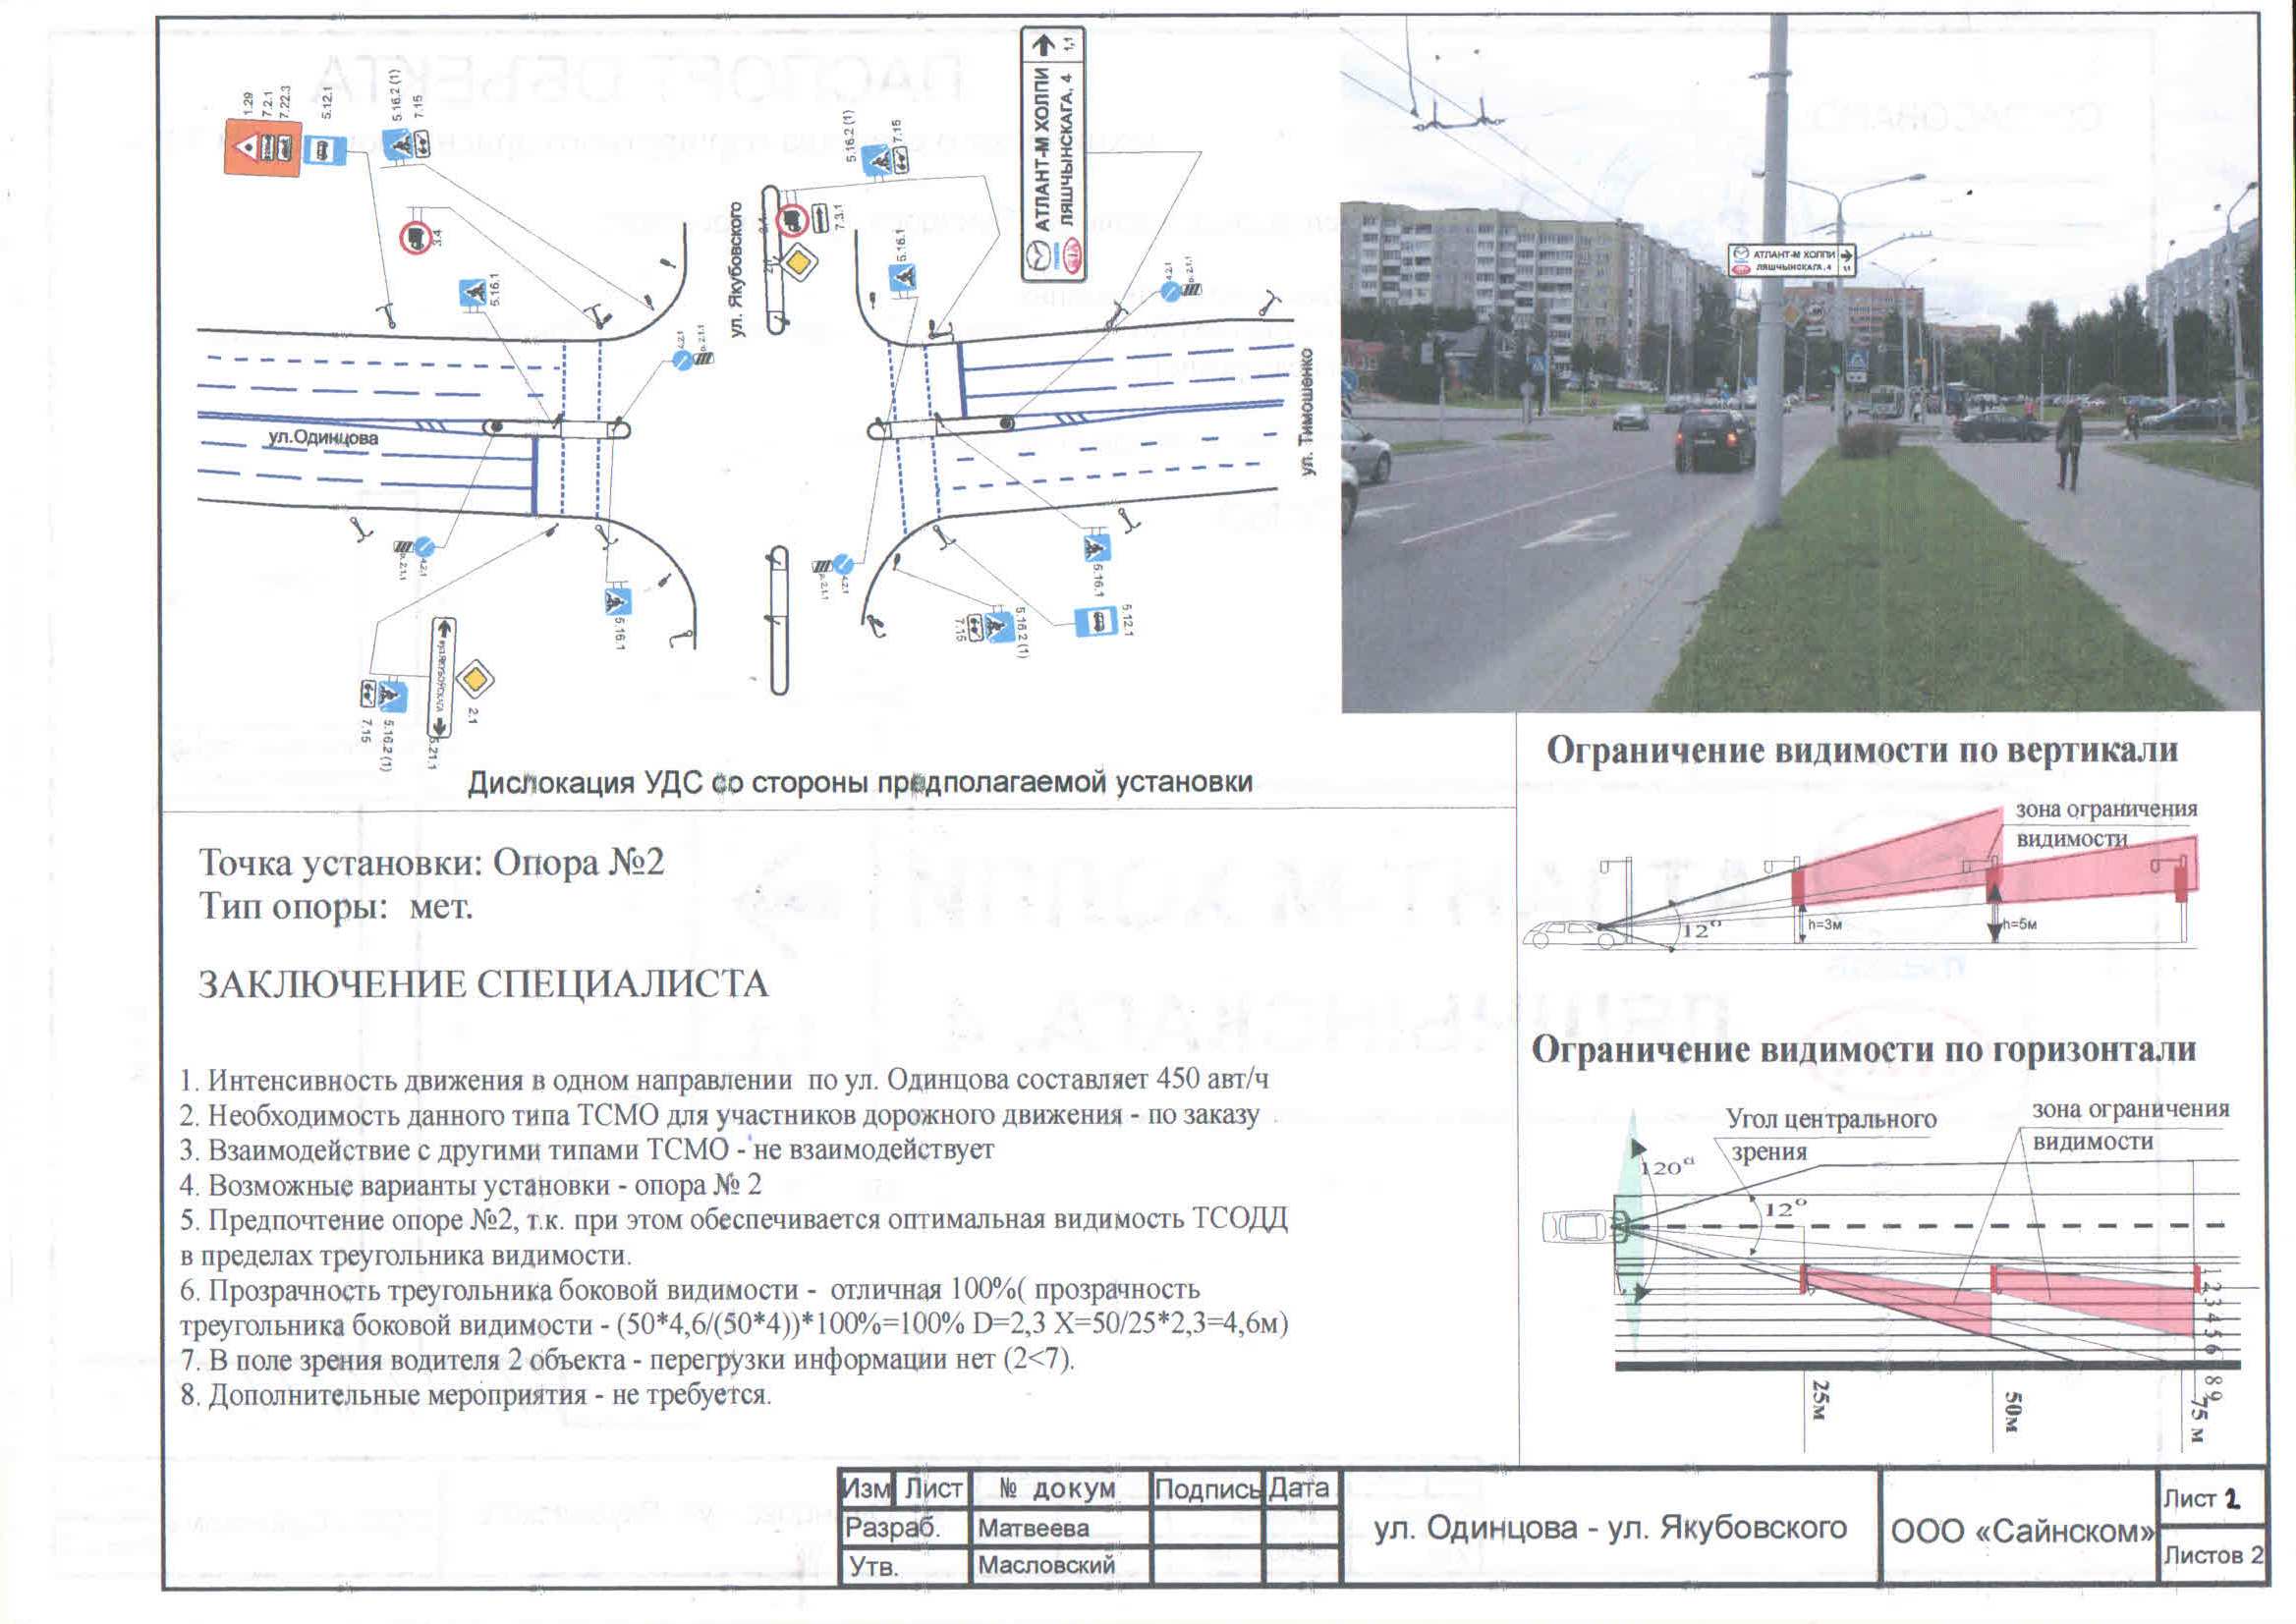 1.29
7.2.1
7.22.3
5.12.1
5.16.2 (1)
7.15
3.4
5.16.1
4.2.1
р. 2.1.1
ул. Якубовского
7.3.1
5.16.2 (1)
7.15
5.16.1
АТЛАНТ-М ХОЛПИ
1,1
ЛЯШЧЫНСКАГА, 4
4.2.1
р. 2.1.1
ул. Тимошенко
ул.Одинцова
р. 2.1.1
4.2.1
5.16.1
7.15
5.16.2 (1)
5.21.1
2.1
р. 2.1.1
4.2.1
7.15
5.16.2 (1)
5.16.1
5.12.1
АТЛАНТ-М ХОЛПИ
ЛЯШЧЫНСКАГА, 4
1,1
Дислокация УДС со стороны предполагаемой установки
Точка установки: Опора №2
Тип опоры: мет.
ЗАКЛЮЧЕНИЕ СПЕЦИАЛИСТА
1. Интенсивность движения в одном направлении по ул. Одинцова составляет 450 авт/ч
2. Необходимость данного типа ТСМО для участников дорожного движения - по заказу
3. Взаимодействие с другими типами ТСМО - не взаимодействует
4. Возможные варианты установки - опора № 2
5. Предпочтение опоре №2, т.к. при этом обеспечивается оптимальная видимость ТСОДД
в пределах треугольника видимости.
6. Прозрачность треугольника боковой видимости - отличная 100%( прозрачность
треугольника боковой видимости - (50*4,6/(50*4))*100%=100% D=2,3 X=50/25*2,3=4,6м)
7. В поле зрения водителя 2 объекта - перегрузки информации нет (2<7).
8. Дополнительные мероприятия - не требуется.
Ограничение видимости по вертикали
зона ограничения
видимости
12°
h=3м
h=5м
Ограничение видимости по горизонтали
Угол центрального
зрения
зона ограничения
видимости
120°
12°
1 2 3 4 5 6 8 9
25м
50м
75 м
Изм Лист № докум Подпись Дата
Разраб. Матвеева
Утв. Масловский
ул. Одинцова - ул. Якубовского
ООО «Сайнском»
Лист 2
Листов 2